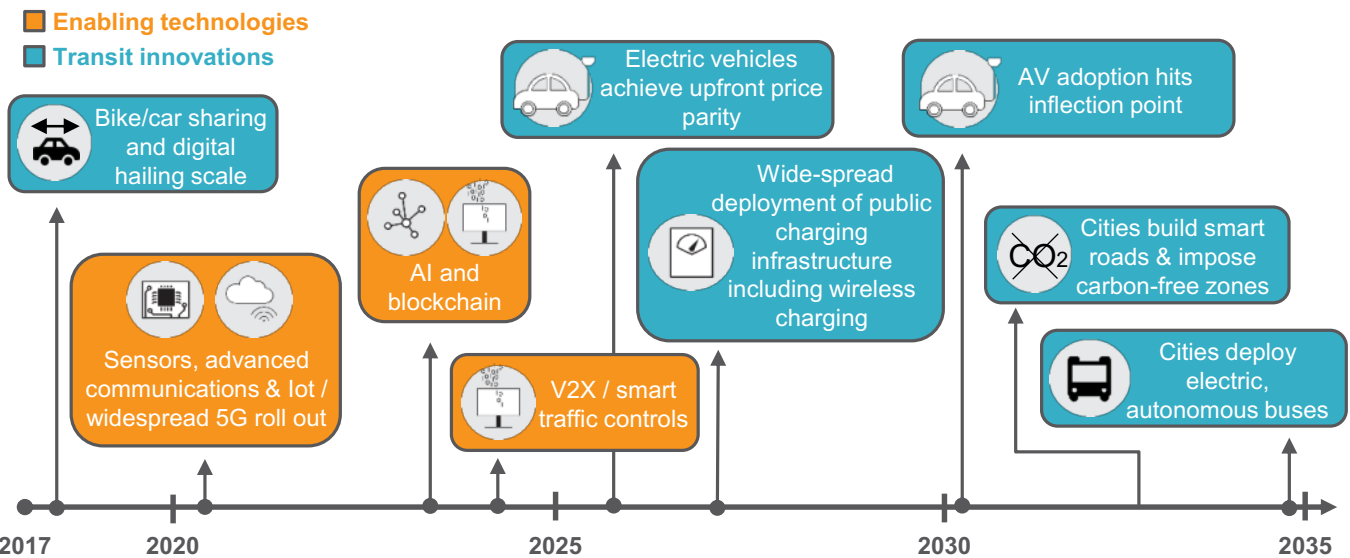 Enabling technologies
Transit innovations
Bike/car sharing
and digital
hailing scale
Sensors, advanced
communications & Iot /
widespread 5G roll out
AI and
blockchain
V2X / smart
traffic controls
Electric vehicles
achieve upfront price
parity
Wide-spread
deployment of public
charging
infrastructure
including wireless
charging
AV adoption hits
inflection point
CO2
Cities build smart
roads & impose
carbon-free zones
Cities deploy
electric,
autonomous buses
2017
2020
2025
2030
2035